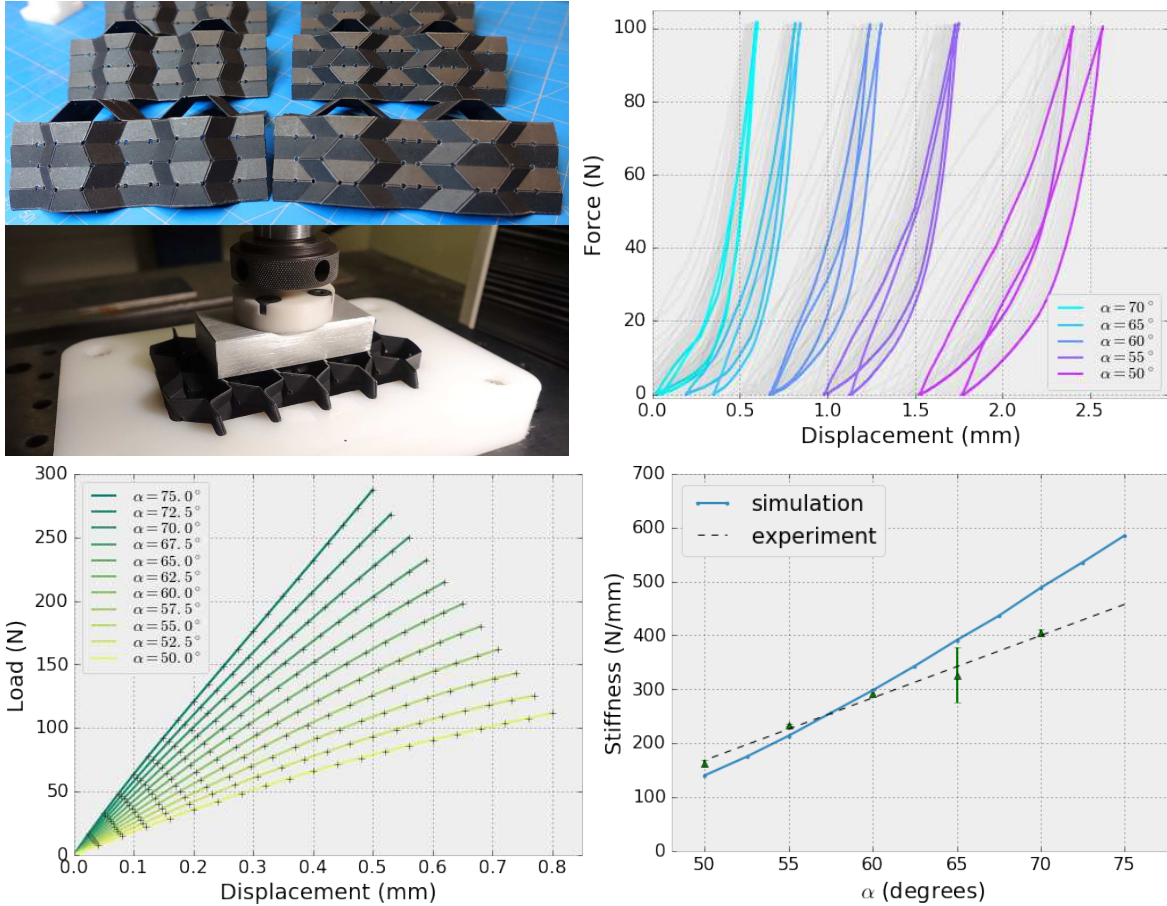 100
80
60
40
20
0
0.0 0.5 1.0 1.5 2.0 2.5
Force (N)
Displacement (mm)
α = 70°
α = 65°
α = 60°
α = 55°
α = 50°
300
250
200
150
100
50
0
0.0 0.1 0.2 0.3 0.4 0.5 0.6 0.7 0.8
Load (N)
Displacement (mm)
α = 75.0°
α = 72.5°
α = 70.0°
α = 67.5°
α = 65.0°
α = 62.5°
α = 60.0°
α = 57.5°
α = 55.0°
α = 52.5°
α = 50.0°
700
600
500
400
300
200
100
0
50 55 60 65 70 75
Stiffness (N/mm)
α (degrees)
simulation
experiment